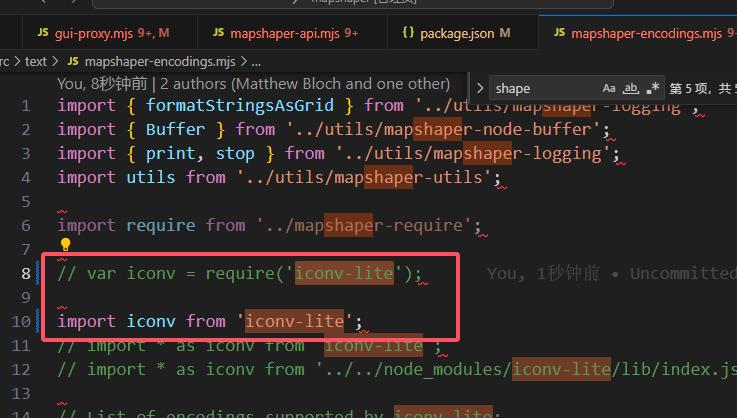 mapshaper [管理员]
JS gui-proxy.mjs 9+, M
JS mapshaper-api.mjs 9+
package.json M
JS mapshaper-encodings.mjs 9+
rc > text > JS mapshaper-encodings.mjs > ...
You, 8秒钟前 | 2 authors (Matthew Bloch and one other)
shape
Aa ab .*
第 5 项，共 5
1 import { formatStringsAsGrid } from '../utils/mapshaper-logging';
2 import { Buffer } from '../utils/mapshaper-node-buffer';
3 import { print, stop } from '../utils/mapshaper-logging';
4 import utils from '../utils/mapshaper-utils';
5
6 import require from '../mapshaper-require';
7
8 // var iconv = require('iconv-lite');
You, 1秒钟前 • Uncommitted
9
10 import iconv from 'iconv-lite';
11 // import * as iconv from 'iconv-lite';
12 // import * as iconv from '../../node_modules/iconv-lite/lib/index.js
13
14 // List of encodings supported by iconv-lite: